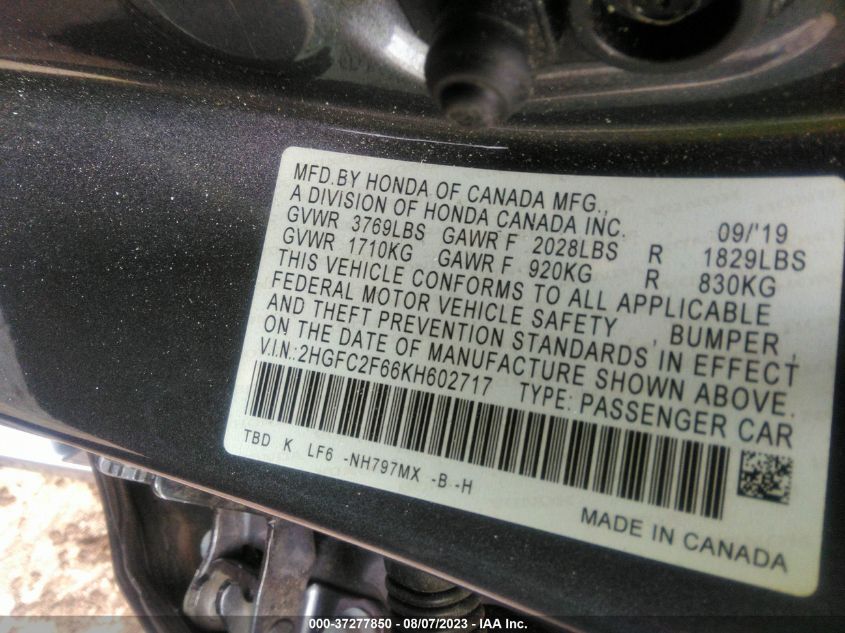 MFD.BY HONDA OF CANADA MFG.,
A DIVISION OF HONDA CANADA INC. 09/'19
GVWR 3769LBS GAWR F 2028LBS R 1829LBS
GVWR 1710KG GAWR F 920KG R 830KG
THIS VEHICLE CONFORMS TO ALL APPLICABLE
FEDERAL MOTOR VEHICLE SAFETY , BUMPER ,
AND THEFT PREVENTION STANDARDS IN EFFECT
ON THE DATE OF MANUFACTURE SHOWN ABOVE.
V.I.N.:2HGFC2F66KH602717 TYPE: PASSENGER CAR
TBD K LF6 -NH797MX -B -H
MADE IN CANADA
000-37277850 - 08/07/2023 - IAA Inc.